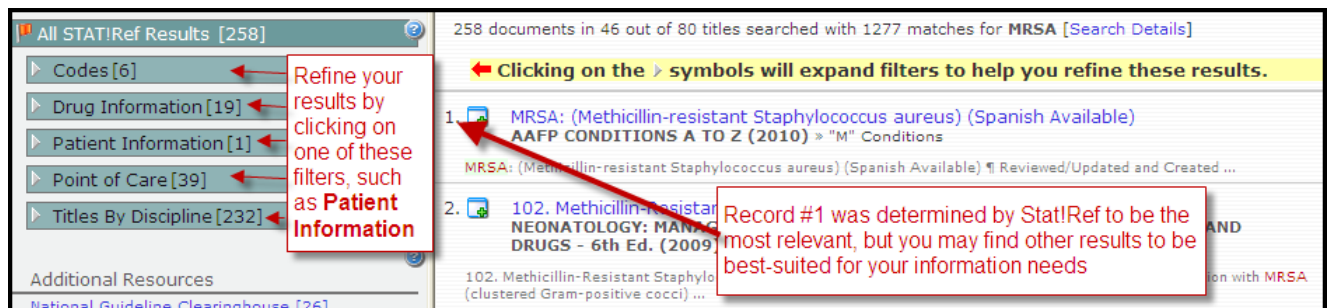 All STAT!Ref Results [258]
Codes [6]
Drug Information [19]
Patient Information [1]
Point of Care [39]
Titles By Discipline [232]
Additional Resources
National Guideline Clearinghouse [26]
Refine your
results by
clicking on
one of these
filters, such
as Patient
Information
258 documents in 46 out of 80 titles searched with 1277 matches for MRSA [Search Details]
Clicking on the symbols will expand filters to help you refine these results.
1. MRSA: (Methicillin-resistant Staphylococcus aureus) (Spanish Available)
AAFP CONDITIONS A TO Z (2010) » "M" Conditions
MRSA: (Methicillin-resistant Staphylococcus aureus) (Spanish Available) ¶ Reviewed/Updated and Created ...
2. 102. Methicillin-Resistan
NEONATOLOGY: MANAG AND
DRUGS - 6th Ed. (2009)
102. Methicillin-Resistant Staphylo on with MRSA
(clustered Gram-positive cocci) ...
Record #1 was determined by Stat!Ref to be the
most relevant, but you may find other results to be
best-suited for your information needs